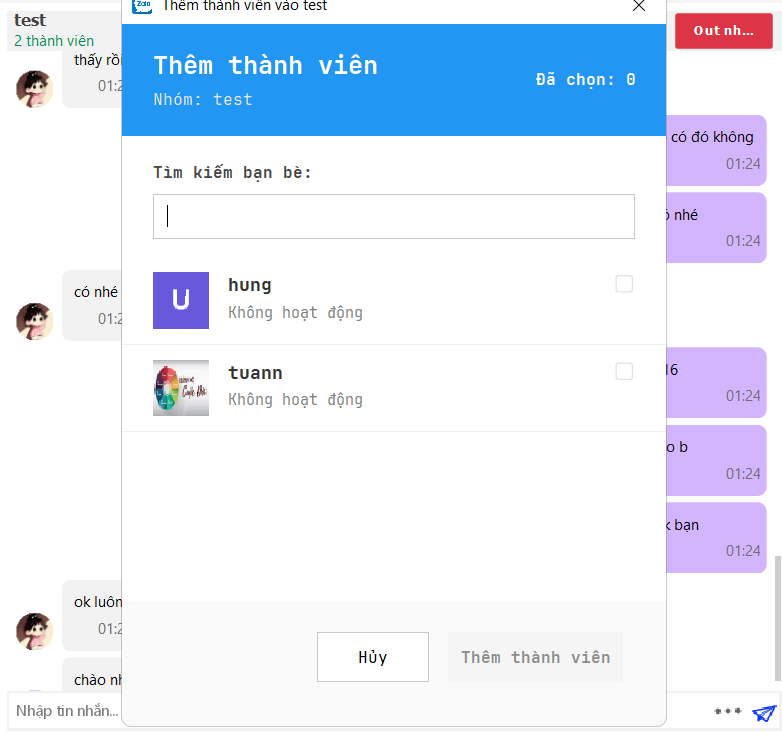 Zalo
Thêm thành viên vào test
test
2 thành viên
Out nh...
Thêm thành viên
Nhóm: test
Đã chọn: 0
thấy rồi
01:2
có đó không
01:24
Tìm kiếm bạn bè:
nhé
01:24
hung
Không hoạt động
U
có nhé
01:2
tuann
Không hoạt động
16
01:24
o b
01:24
k bạn
01:24
ok luôn
01:2
Hủy
Thêm thành viên
chào nh
Nhập tin nhắn...